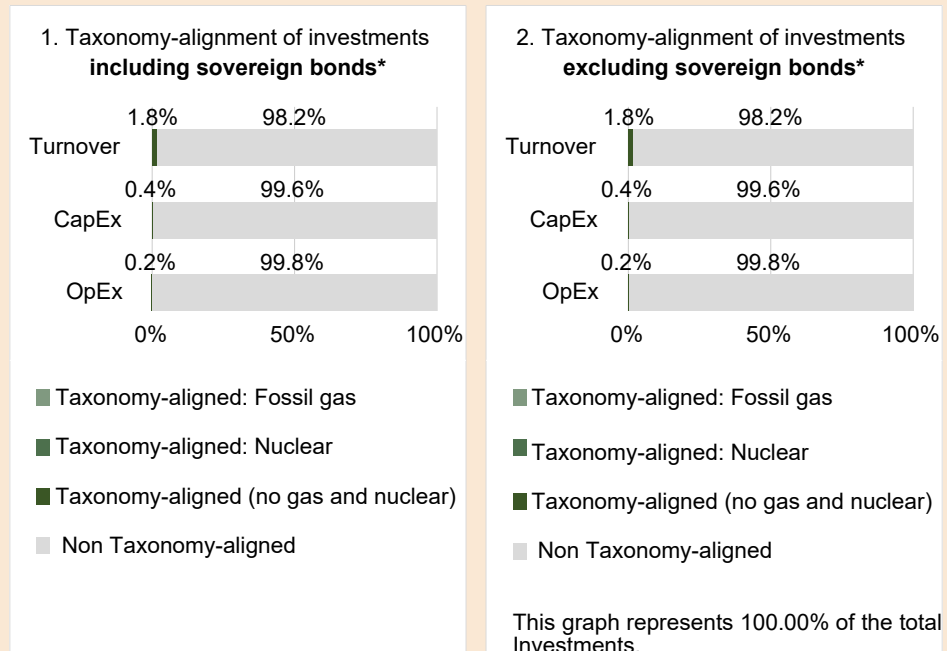 1. Taxonomy-alignment of investments
including sovereign bonds*
1.8% 98.2%
Turnover
0.4% 99.6%
CapEx
0.2% 99.8%
OpEx
0% 50% 100%
Taxonomy-aligned: Fossil gas
Taxonomy-aligned: Nuclear
Taxonomy-aligned (no gas and nuclear)
Non Taxonomy-aligned
2. Taxonomy-alignment of investments
excluding sovereign bonds*
1.8% 98.2%
Turnover
0.4% 99.6%
CapEx
0.2% 99.8%
OpEx
0% 50% 100%
Taxonomy-aligned: Fossil gas
Taxonomy-aligned: Nuclear
Taxonomy-aligned (no gas and nuclear)
Non Taxonomy-aligned
This graph represents 100.00% of the total
Investments.